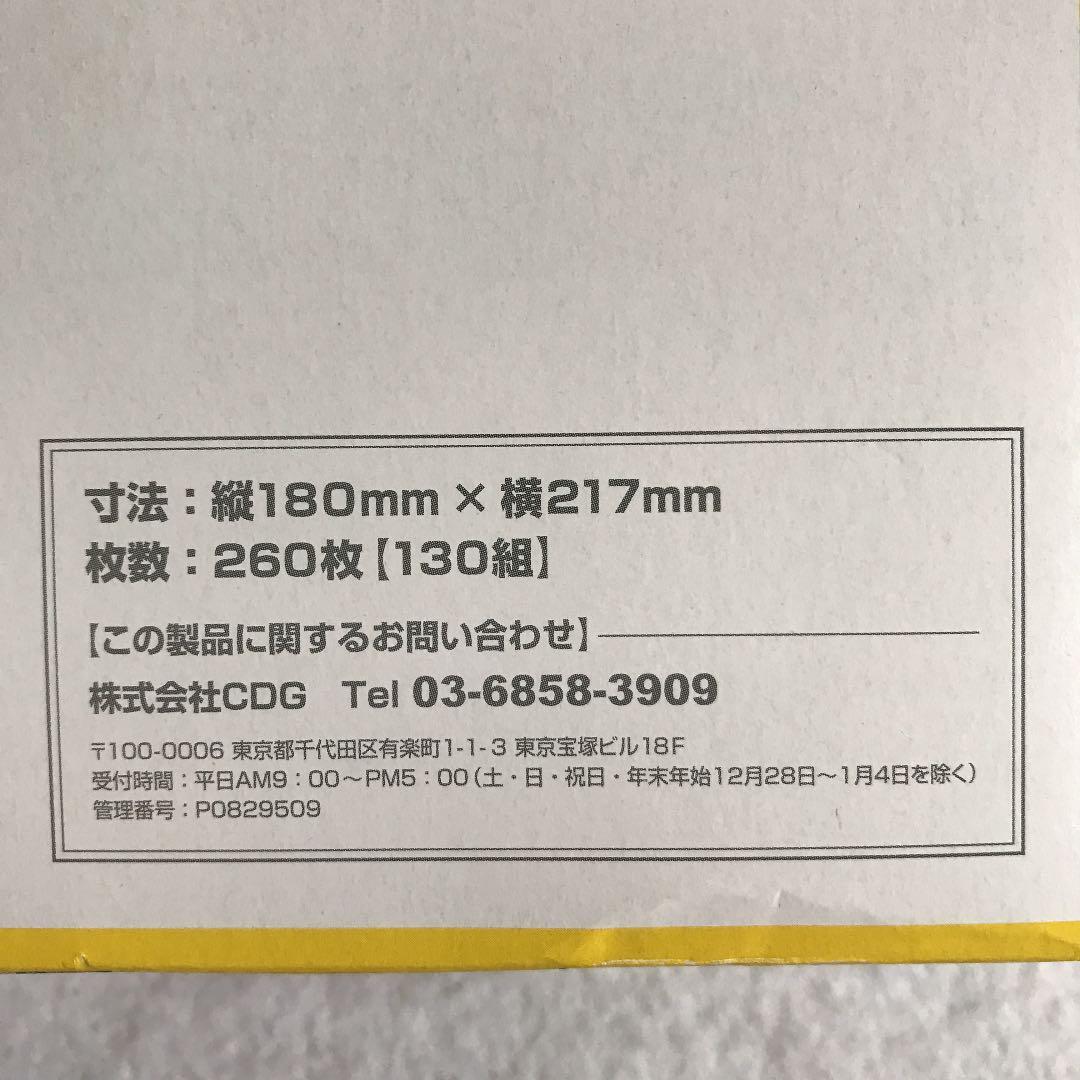 寸法：縦180mm×横217mm
枚数：260枚【130組】
【この製品に関するお問い合わせ】
株式会社CDG　Tel 03-6858-3909
〒100-0006 東京都千代田区有楽町1-1-3 東京宝塚ビル18F
受付時間：平日AM9：00～PM5：00（土・日・祝日・年末年始12月28日～1月4日を除く）
管理番号：P0829509